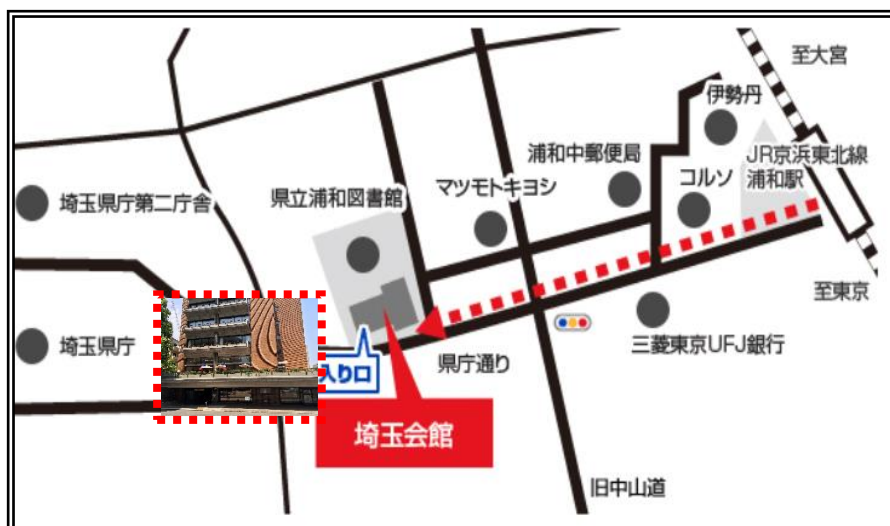 至大宮
伊勢丹
浦和中郵便局
JR京浜東北線
浦和駅
コルソ
マツモトキヨシ
県立浦和図書館
埼玉県庁第二庁舎
至東京
埼玉県庁
三菱東京UFJ銀行
県庁通り
入り口
埼玉会館
旧中山道